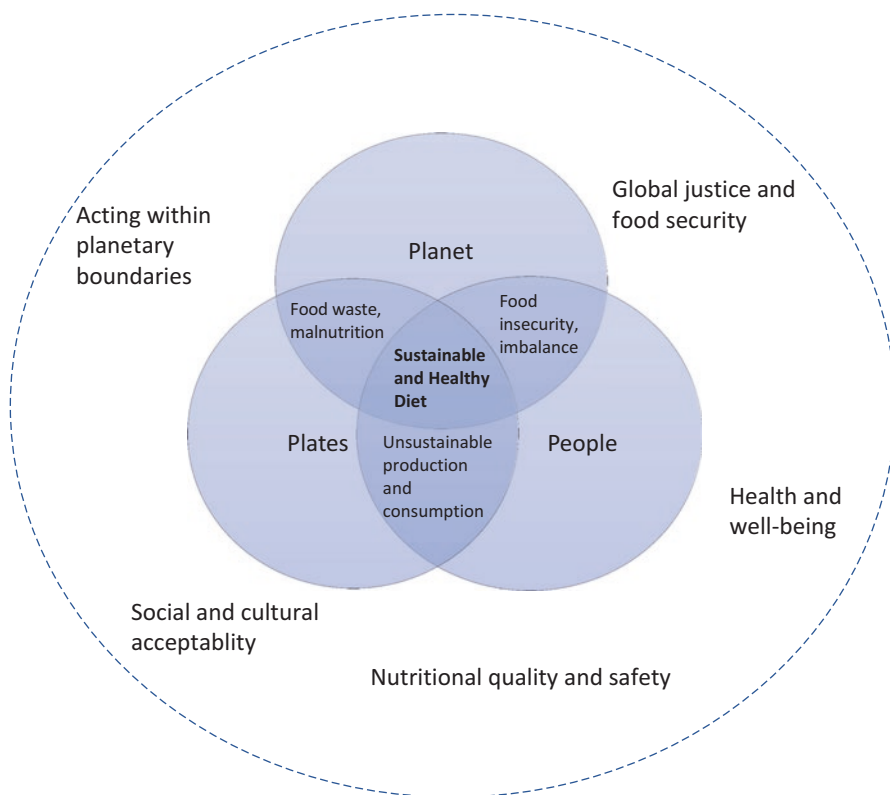 Global justice and
food security
Acting within
planetary
boundaries
Planet
Food waste,
malnutrition
Food
insecurity,
imbalance
Sustainable
and Healthy
Diet
Plates
Unsustainable
production
and
consumption
People
Health and
well-being
Social and cultural
acceptablity
Nutritional quality and safety